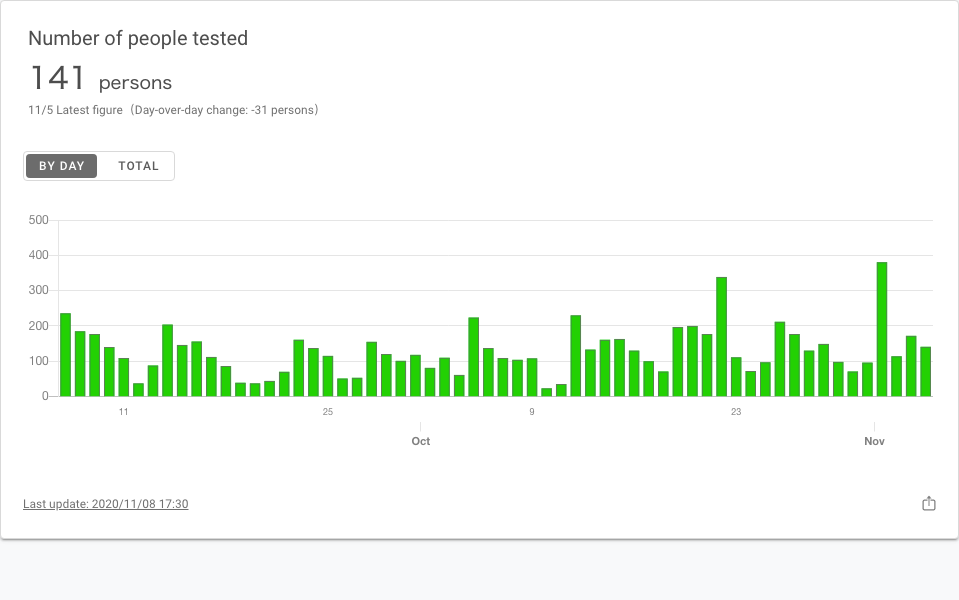 Number of people tested
141 persons
11/5 Latest figure（Day-over-day change: -31 persons）
BY DAY TOTAL
500
400
300
200
100
0
11 25 9 23
Oct Nov
Last update: 2020/11/08 17:30